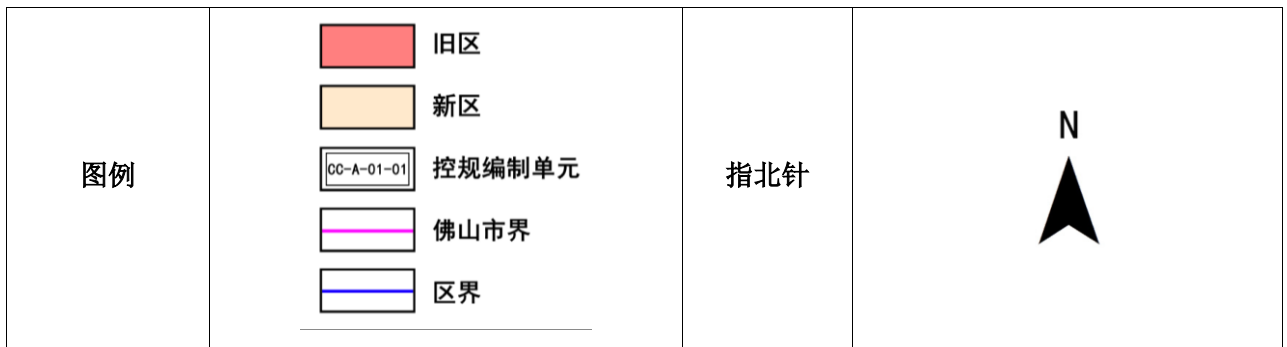 图例
旧区
新区
CC-A-01-01
控规编制单元
佛山市界
区界
指北针
N